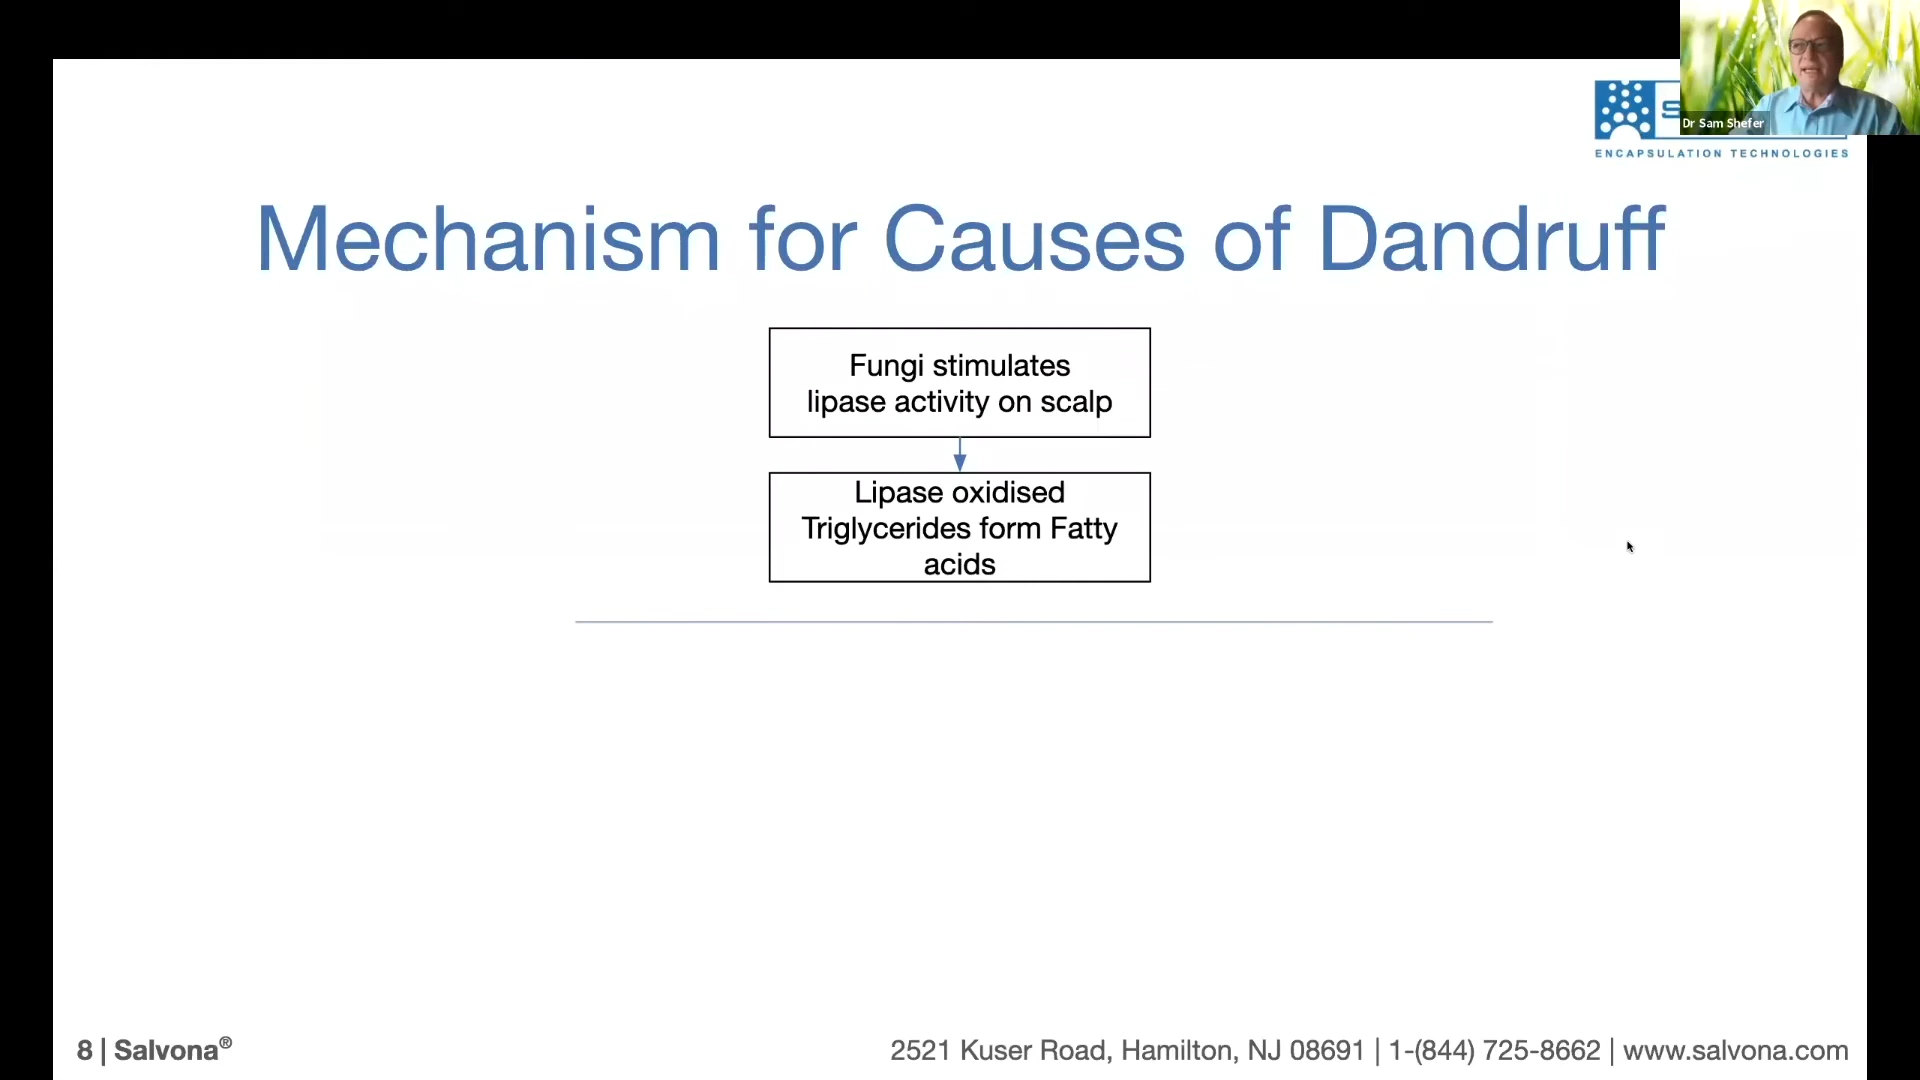 Dr Sam Shefer
ENCAPSULATION TECHNOLOGIES
Mechanism for Causes of Dandruff
Fungi stimulates
lipase activity on scalp
Lipase oxidised
Triglycerides form Fatty
acids
8 | Salvona®
2521 Kuser Road, Hamilton, NJ 08691 | 1-(844) 725-8662 | www.salvona.com